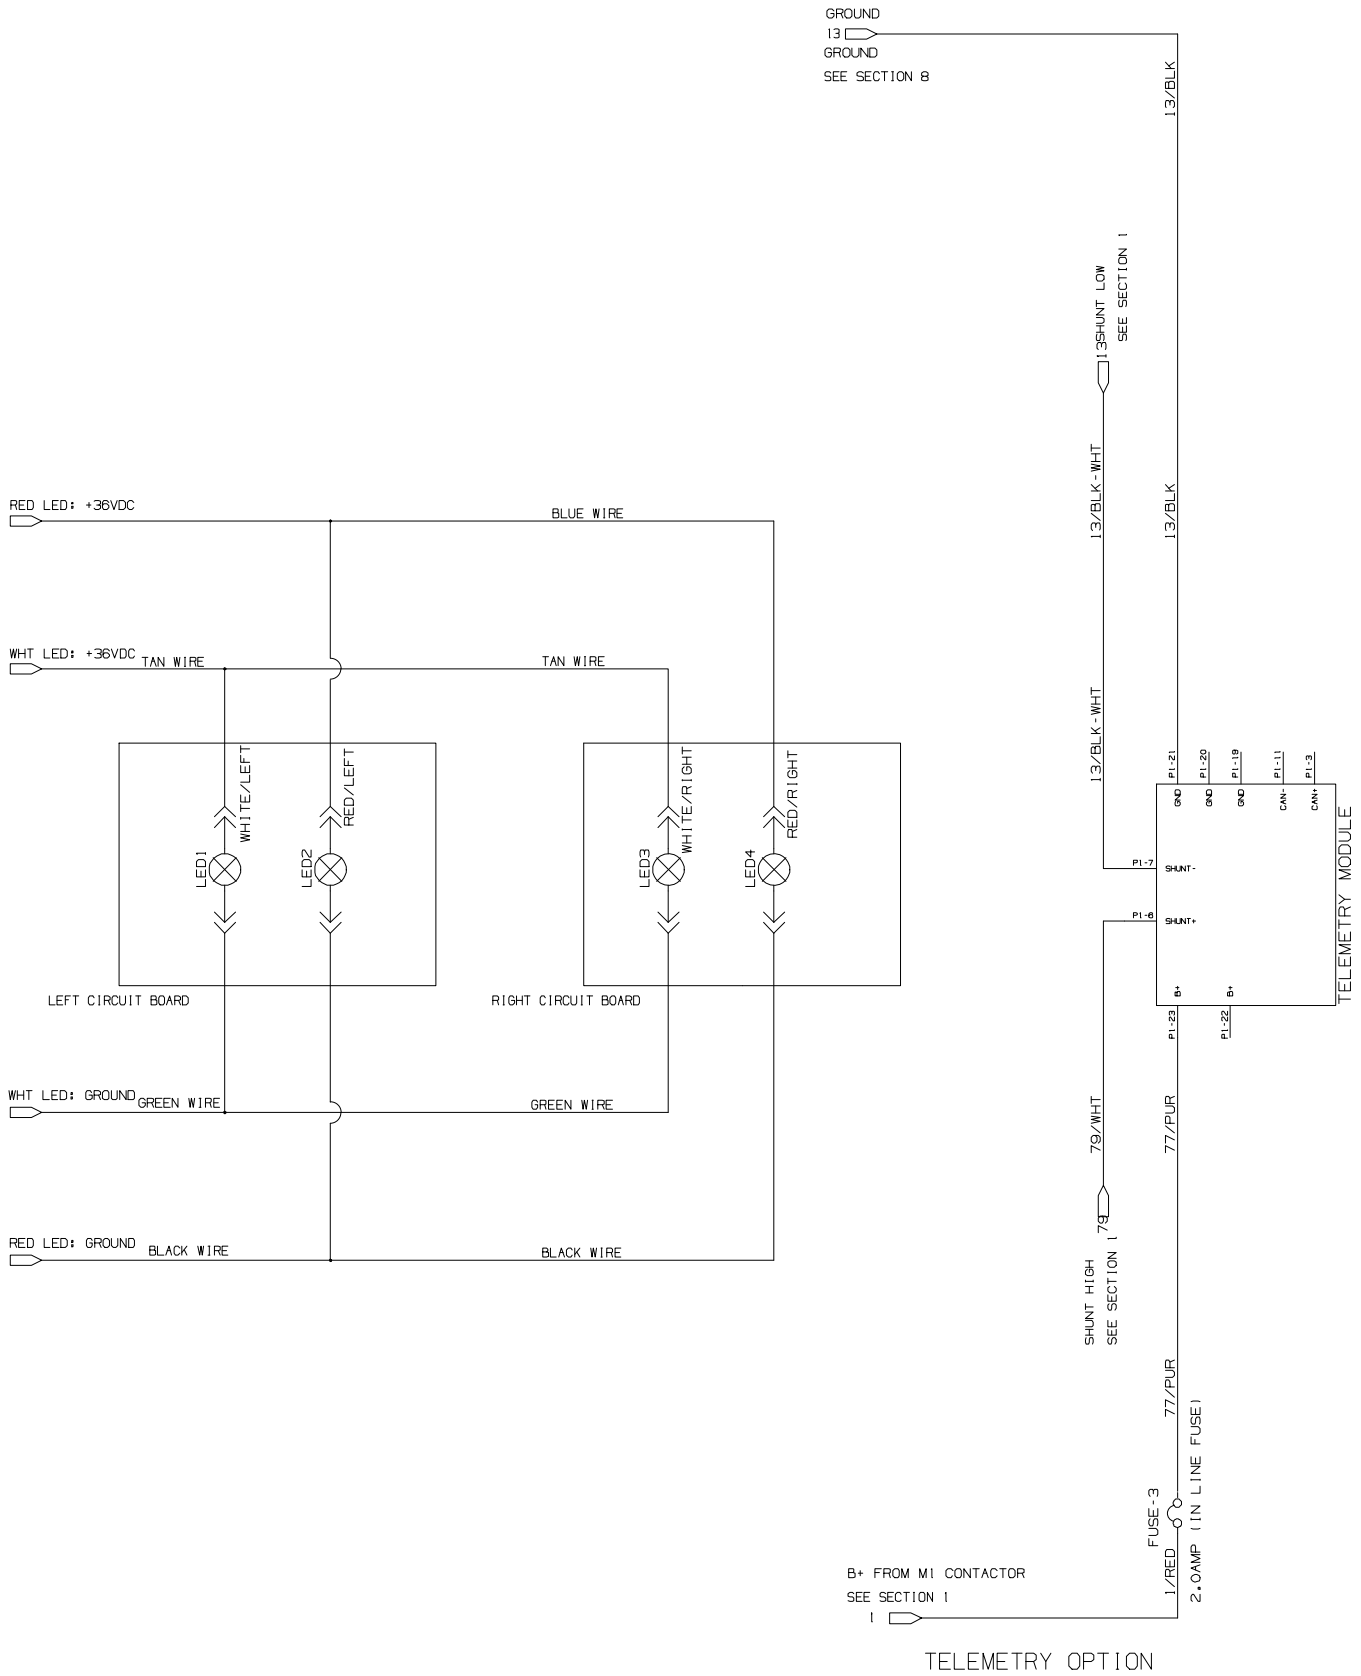 GROUND
13
GROUND
SEE SECTION 8
13/BLK
13SHUNT LOW
SEE SECTION 1
13/BLK-WHT
13/BLK
RED LED: +36VDC
BLUE WIRE
WHT LED: +36VDC
TAN WIRE
TAN WIRE
13/BLK-WHT
WHITE/LEFT
RED/LEFT
WHITE/RIGHT
RED/RIGHT
LED1
LED2
LED3
LED4
LEFT CIRCUIT BOARD
RIGHT CIRCUIT BOARD
P1-21
P1-20
P1-19
P1-11
P1-3
GND
GND
GND
CAN-
CAN+
P1-7
SHUNT-
P1-6
SHUNT+
B+
B+
P1-23
P1-22
TELEMETRY MODULE
WHT LED: GROUND
GREEN WIRE
GREEN WIRE
79/WHT
77/PUR
RED LED: GROUND
BLACK WIRE
BLACK WIRE
79
SHUNT HIGH
SEE SECTION 1
77/PUR
FUSE-3
2.0AMP (IN LINE FUSE)
1/RED
B+ FROM M1 CONTACTOR
SEE SECTION 1
1
TELEMETRY OPTION